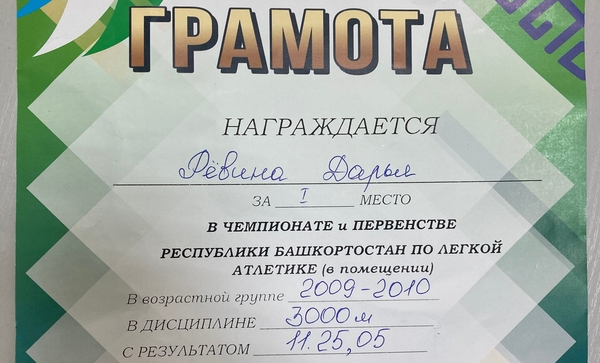 ГРАМОТА
НАГРАЖДАЕТСЯ
Рёвина Дарья
ЗА I МЕСТО
В ЧЕМПИОНАТЕ и ПЕРВЕНСТВЕ
РЕСПУБЛИКИ БАШКОРТОСТАН ПО ЛЕГКОЙ
АТЛЕТИКЕ (в помещении)
В возрастной группе 2009-2010
В ДИСЦИПЛИНЕ 3000м
С РЕЗУЛЬТАТОМ 11.25,05